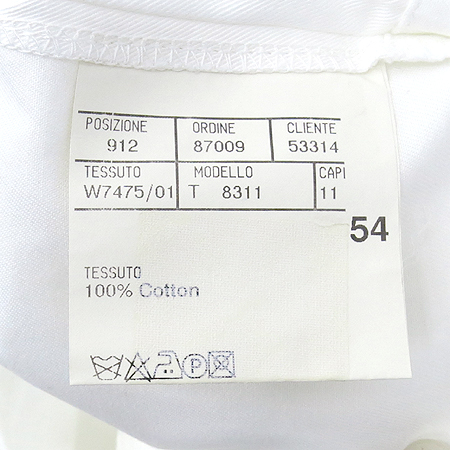 POSIZIONE ORDINE CLIENTE
912 87009 53314
TESSUTO MODELLO CAPI
W7475/01 T 8311 11
54
TESSUTO
100% Cotton